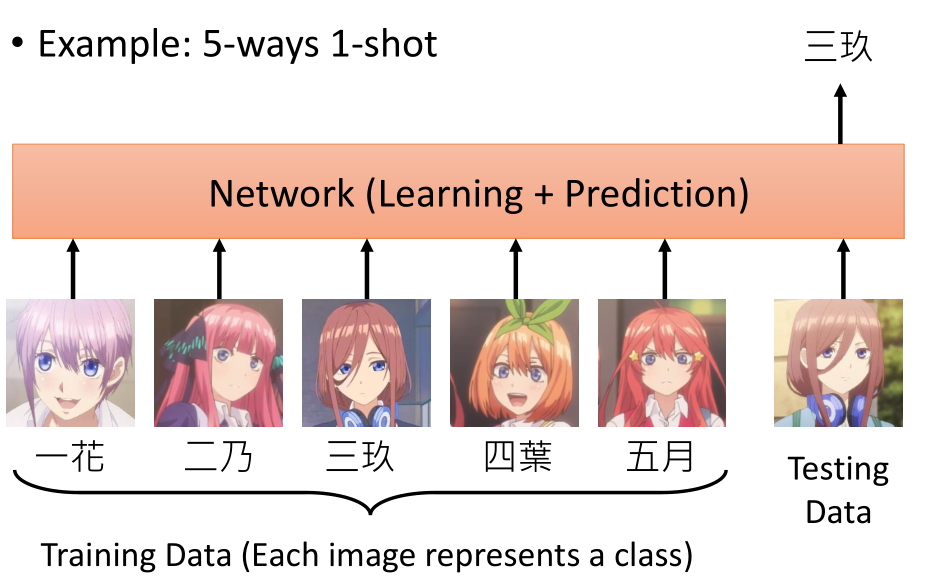 • Example: 5-ways 1-shot
三玖
Network (Learning + Prediction)
一花
二乃
三玖
四葉
五月
Testing
Data
Training Data (Each image represents a class)